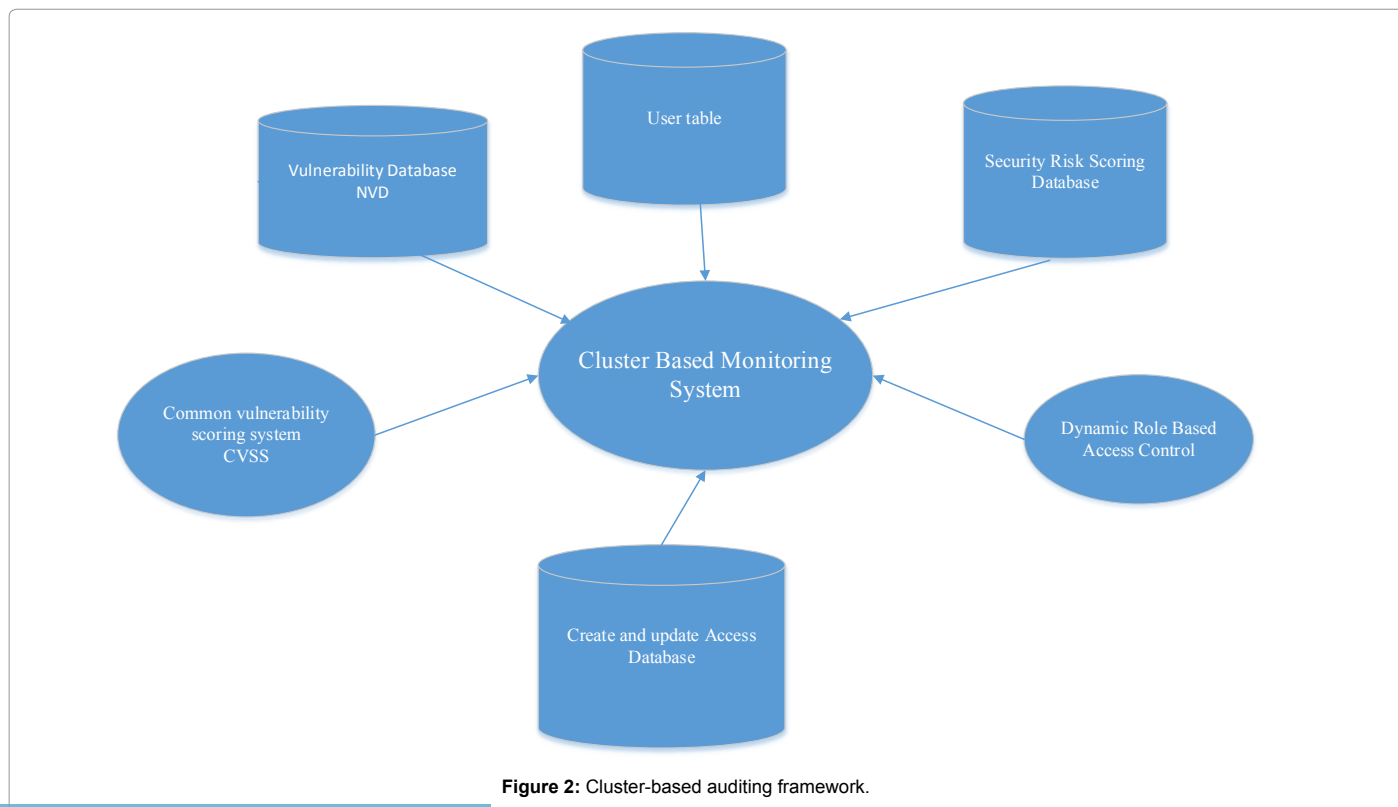 User table
Vulnerability Database
NVD
Security Risk Scoring
Database
Cluster Based Monitoring
System
Common vulnerability
scoring system
CVSS
Dynamic Role Based
Access Control
Create and update Access
Database
Figure 2: Cluster-based auditing framework.